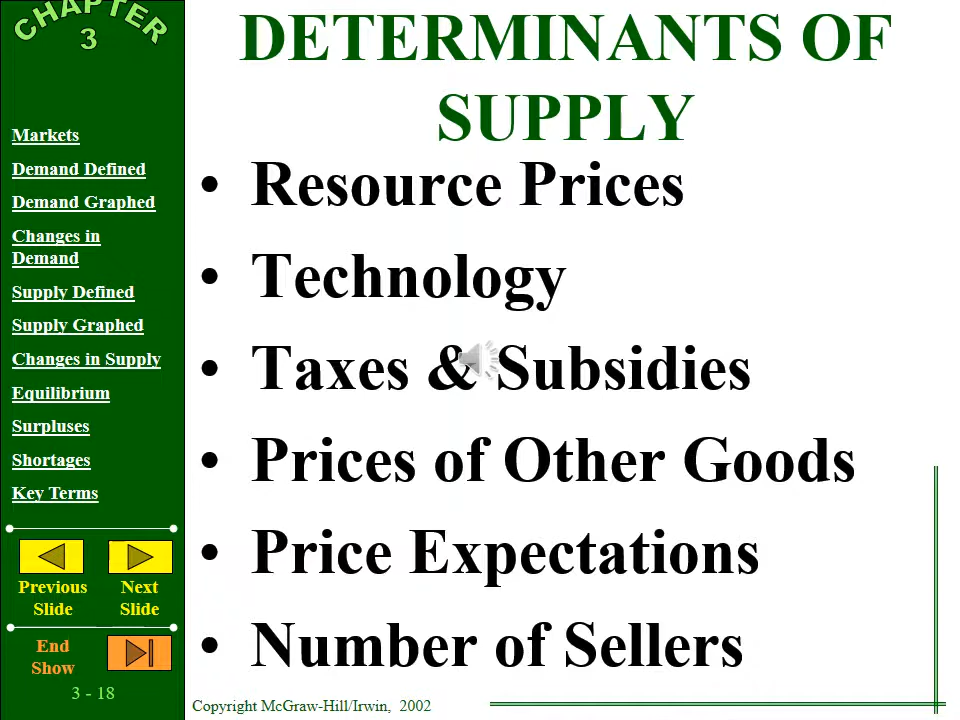 CHAPTER
3
Markets
Demand Defined
Demand Graphed
Changes in
Demand
Supply Defined
Supply Graphed
Changes in Supply
Equilibrium
Surpluses
Shortages
Key Terms
Previous
Slide
Next
Slide
End
Show
3 - 18
DETERMINANTS OF
SUPPLY
• Resource Prices
• Technology
• Taxes & Subsidies
• Prices of Other Goods
• Price Expectations
• Number of Sellers
Copyright McGraw-Hill/Irwin, 2002